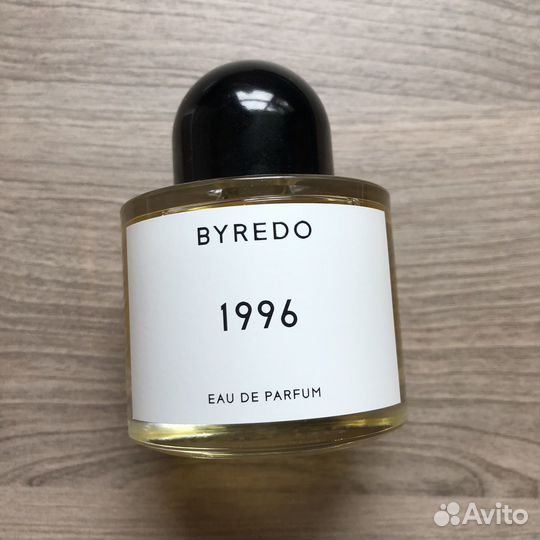 BYREDO
1996
EAU DE PARFUM
Avito